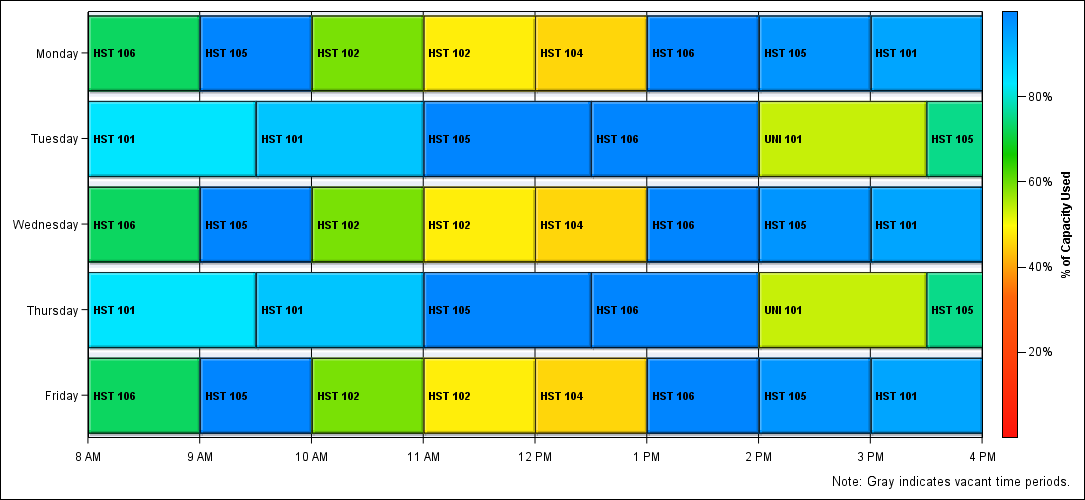 Monday
HST 106 HST 105 HST 102 HST 102 HST 104 HST 106 HST 105 HST 101
Tuesday
HST 101 HST 101 HST 105 HST 106 UNI 101 HST 105
Wednesday
HST 106 HST 105 HST 102 HST 102 HST 104 HST 106 HST 105 HST 101
Thursday
HST 101 HST 101 HST 105 HST 106 UNI 101 HST 105
Friday
HST 106 HST 105 HST 102 HST 102 HST 104 HST 106 HST 105 HST 101
8 AM 9 AM 10 AM 11 AM 12 PM 1 PM 2 PM 3 PM 4 PM
80%
60%
40%
20%
% of Capacity Used
Note: Gray indicates vacant time periods.